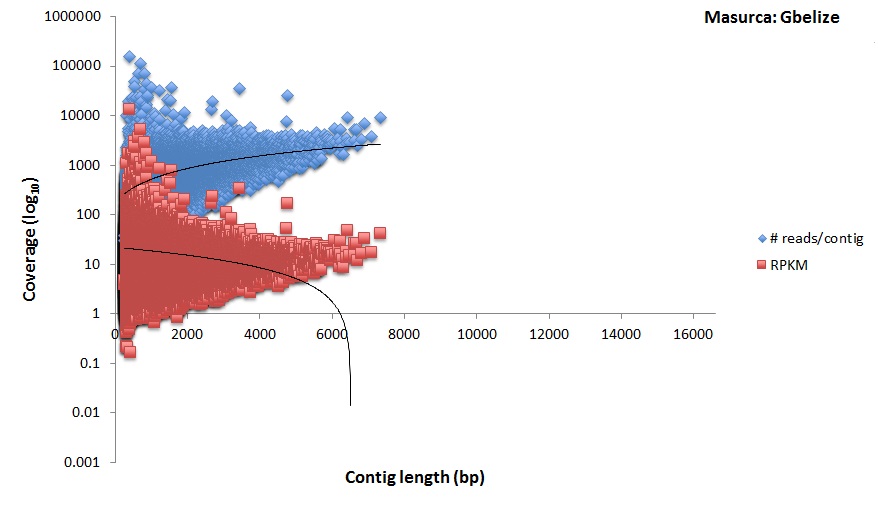 Masurca: Gbelize
1000000
100000
10000
1000
100
10
1
0.1
0.01
0.001
Coverage (log10)
0 2000 4000 6000 8000 10000 12000 14000 16000
Contig length (bp)
# reads/contig
RPKM